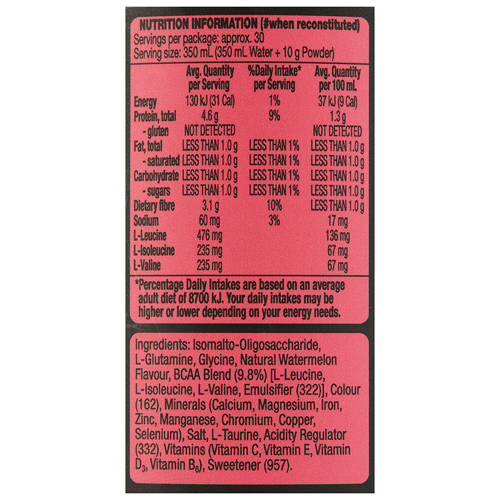 NUTRITION INFORMATION (#when reconstituted)
Servings per package: approx. 30
Serving size: 350 mL (350 mL Water + 10 g Powder)
Avg. Quantity %Daily Intake* Avg. Quantity
per Serving per Serving per 100 mL
Energy 130 kJ (31 Cal) 1% 37 kJ (9 Cal)
Protein, total 4.6 g 9% 1.3 g
- gluten NOT DETECTED NOT DETECTED
Fat, total LESS THAN 1.0 g LESS THAN 1% LESS THAN 1.0 g
- saturated LESS THAN 1.0 g LESS THAN 1% LESS THAN 1.0 g
Carbohydrate LESS THAN 1.0 g LESS THAN 1% LESS THAN 1.0 g
- sugars LESS THAN 1.0 g LESS THAN 1% LESS THAN 1.0 g
Dietary fibre 3.1 g 10% LESS THAN 1.0 g
Sodium 60 mg 3% 17 mg
L-Leucine 476 mg 136 mg
L-Isoleucine 235 mg 67 mg
L-Valine 235 mg 67 mg
*Percentage Daily Intakes are based on an average
adult diet of 8700 kJ. Your daily intakes may be
higher or lower depending on your energy needs.
Ingredients: Isomalto-Oligosaccharide,
L-Glutamine, Glycine, Natural Watermelon
Flavour, BCAA Blend (9.8%) [L-Leucine,
L-Isoleucine, L-Valine, Emulsifier (322)], Colour
(162), Minerals (Calcium, Magnesium, Iron,
Zinc, Manganese, Chromium, Copper,
Selenium), Salt, L-Taurine, Acidity Regulator
(332), Vitamins (Vitamin C, Vitamin E, Vitamin
D₃, Vitamin B₆), Sweetener (957).